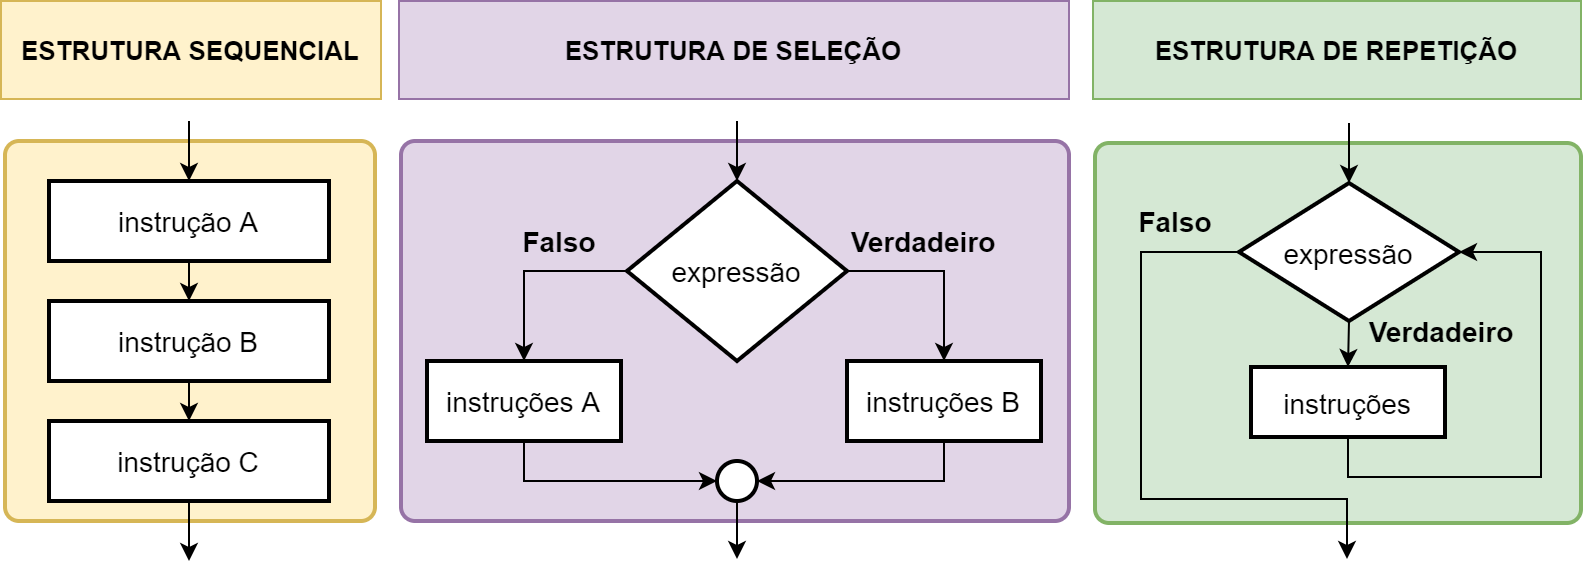 ESTRUTURA SEQUENCIAL
instrução A
instrução B
instrução C
ESTRUTURA DE SELEÇÃO
Falso
Verdadeiro
expressão
instruções A
instruções B
ESTRUTURA DE REPETIÇÃO
Falso
expressão
Verdadeiro
instruções